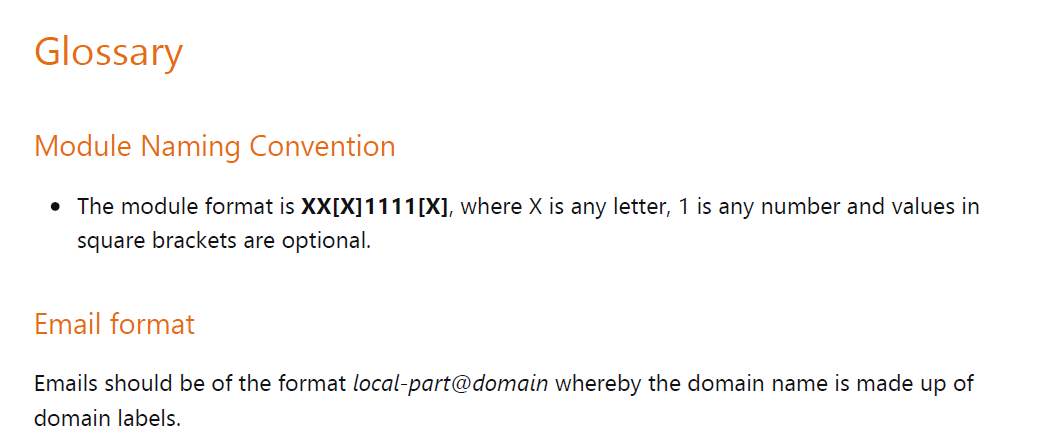 Glossary
Module Naming Convention
• The module format is XX[X]1111[X], where X is any letter, 1 is any number and values in
square brackets are optional.
Email format
Emails should be of the format local-part@domain whereby the domain name is made up of
domain labels.